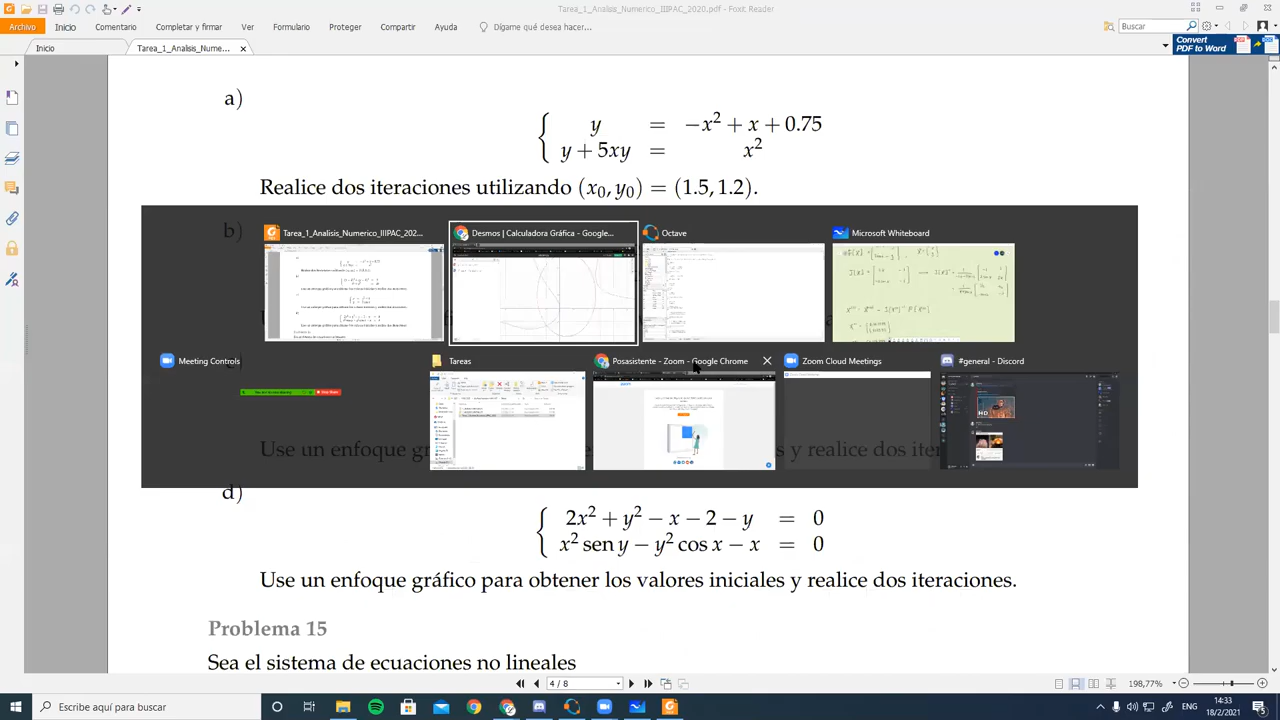 Tarea_1_Analisis_Numerico_IIIPAC_2020.pdf - Foxit Reader
Archivo Inicio Comentario Completar y firmar Ver Formulario Proteger Compartir Ayuda Dígame qué desea hacer... Buscar
Inicio Tarea_1_Analisis_Nume... Convert
PDF to Word
a)
y = −x² + x + 0.75
y + 5xy = x²
Realice dos iteraciones utilizando (x₀, y₀) = (1.5, 1.2).
b)
Tarea_1_Analisis_Numerico_IIIPAC_202... Desmos | Calculadora Gráfica - Google... Octave Microsoft Whiteboard
Meeting Controls Tareas Posasistente - Zoom - Google Chrome Zoom Cloud Meetings #general - Discord
Use un enfoque y realice dos iter
d)
2x² + y² − x − 2 − y = 0
x² sen y − y² cos x − x = 0
Use un enfoque gráfico para obtener los valores iniciales y realice dos iteraciones.
Problema 15
Sea el sistema de ecuaciones no lineales
4 / 8 198,77%
Escribe aquí para buscar ENG 14:33
18/2/2021